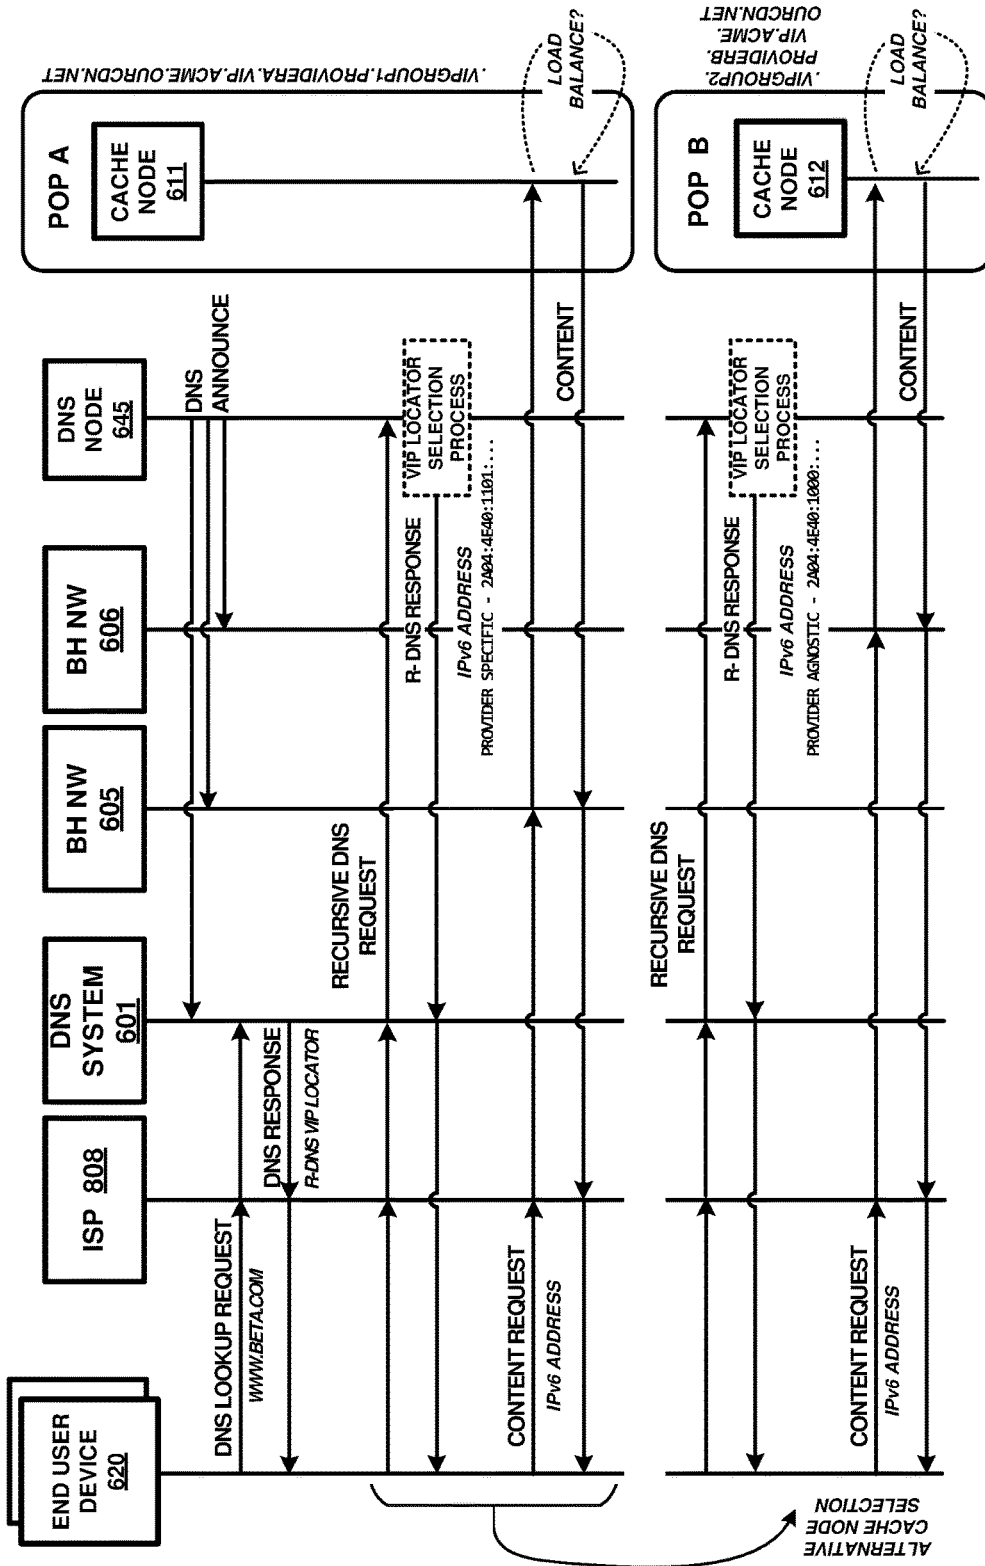 END USER
DEVICE
620
ISP 808
DNS
SYSTEM
601
BH NW
605
BH NW
606
DNS
NODE
645
POP A
CACHE
NODE
611
.VIPGROUP1.PROVIDERA.VIP.ACME.OURCDN.NET
DNS
ANNOUNCE
DNS LOOKUP REQUEST
WWW.BETA.COM
DNS RESPONSE
R-DNS VIP LOCATOR
RECURSIVE DNS
REQUEST
VIP LOCATOR
SELECTION
PROCESS
R- DNS RESPONSE
IPv6 ADDRESS
PROVIDER SPECIFIC - 2A04:4E40:1101:...
CONTENT REQUEST
IPv6 ADDRESS
CONTENT
LOAD
BALANCE?
ALTERNATIVE
CACHE NODE
SELECTION
POP B
CACHE
NODE
612
.VIPGROUP2.
PROVIDERB.
VIP.ACME.
OURCDN.NET
RECURSIVE DNS
REQUEST
VIP LOCATOR
SELECTION
PROCESS
R- DNS RESPONSE
IPv6 ADDRESS
PROVIDER AGNOSTIC - 2A04:4E40:1000:...
CONTENT REQUEST
IPv6 ADDRESS
CONTENT
LOAD
BALANCE?